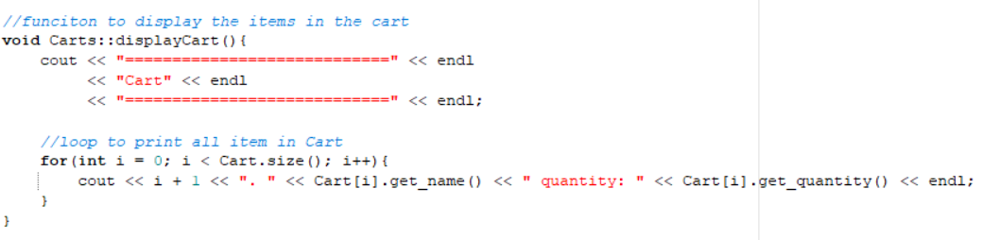 //funciton to display the items in the cart
void Carts::displayCart(){
    cout << "============================" << endl
         << "Cart" << endl
         << "============================" << endl;

    //loop to print all item in Cart
    for(int i = 0; i < Cart.size(); i++){
        cout << i + 1 << ". " << Cart[i].get_name() << " quantity: " << Cart[i].get_quantity() << endl;
    }
}